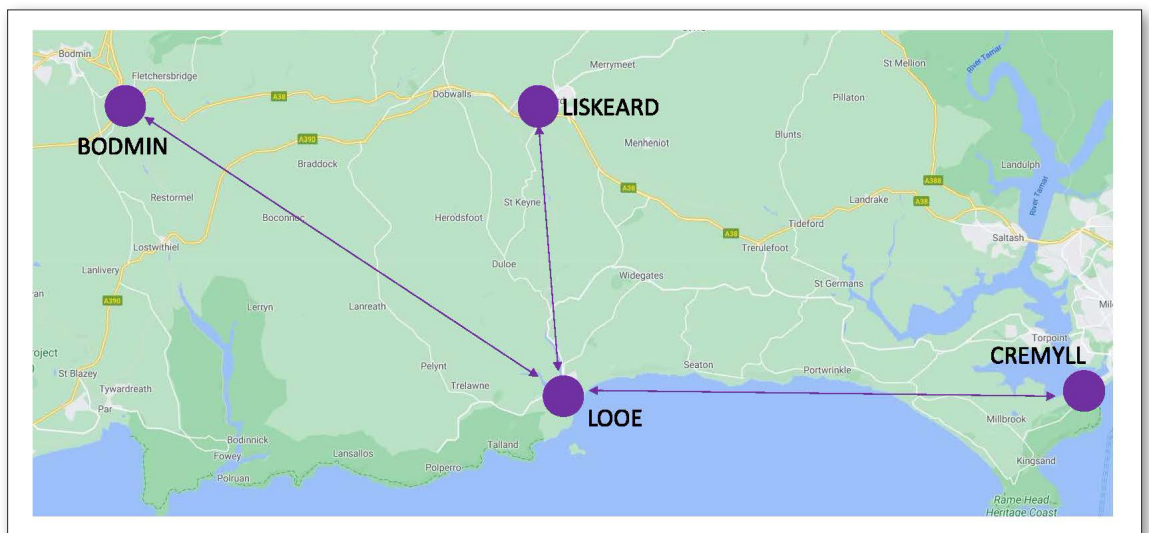 Bodmin
Fletchersbridge
BODMIN
A38
Dobwalls
Merrymeet
LISKEARD
St Mellion
River Tamar
Pillaton
Blunts
Menheniot
A390
Braddock
Restormel
Boconnoc
Herodsfoot
St Keyne
A38
Landrake
A388
A38
Landulph
River Tamar
Tideford
Trerulefoot
A38
Saltash
Lostwithiel
Lanlivery
A390
Duloe
Widegates
St Germans
Lerryn
Lanreath
Torpoint
CREMYLL
St Blazey
Tywardreath
Par
Pelynt
Trelawne
Seaton
Portwrinkle
LOOE
Millbrook
Bodinnick
Fowey
Polruan
Lansallos
Talland
Polperro
Kingsand
Rame Head
Heritage Coast